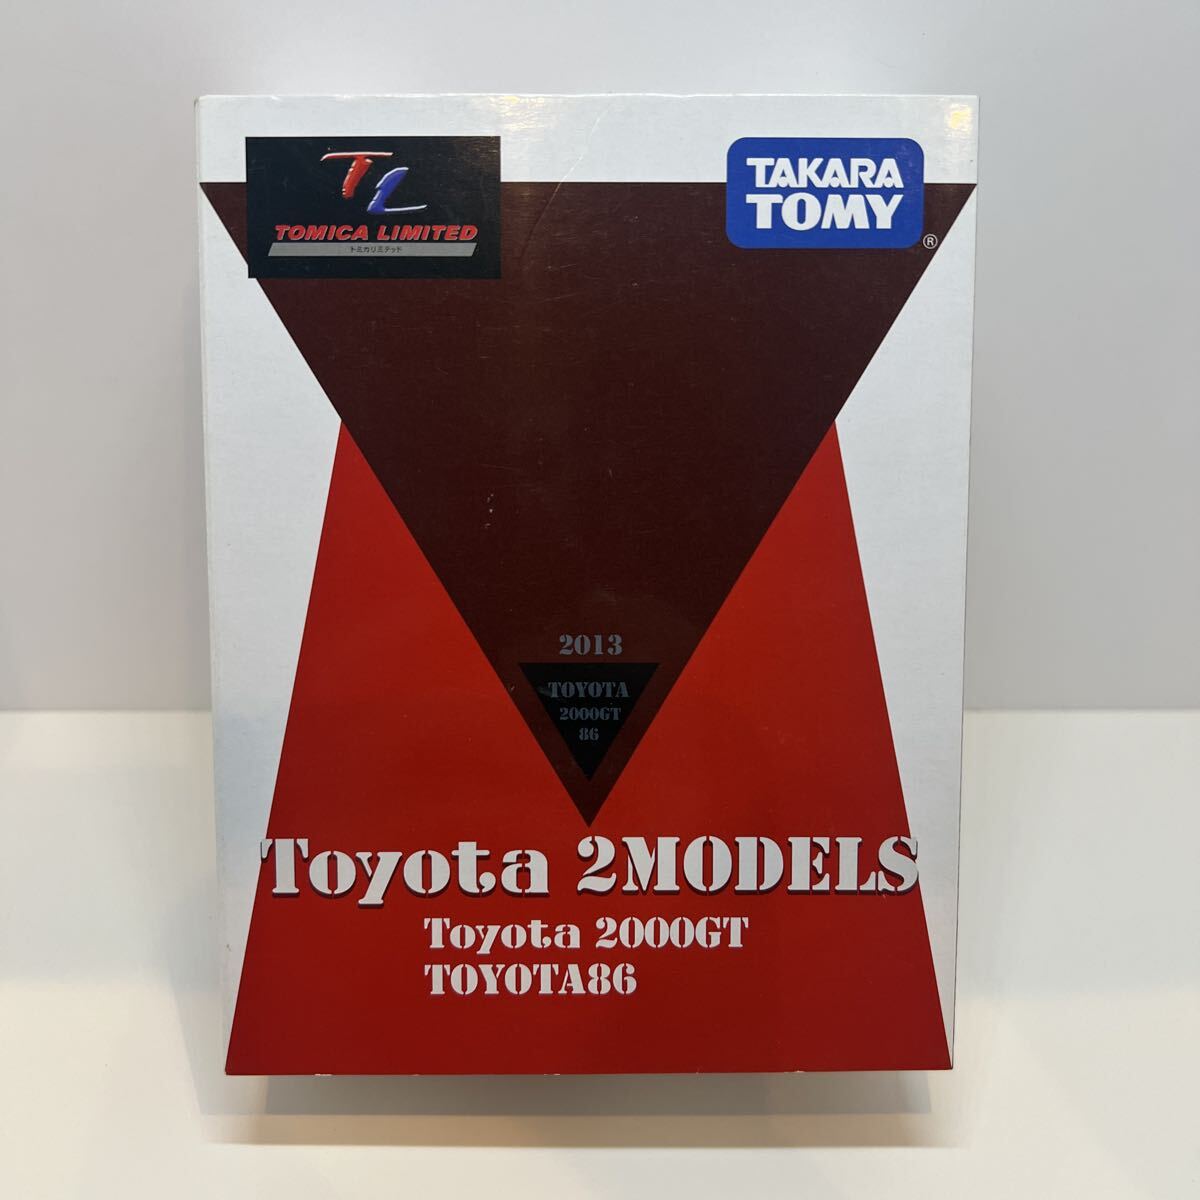 TL
TOMICA LIMITED
トミカリミテッド
TAKARA
TOMY
®
2013
TOYOTA
2000GT
86
Toyota 2MODELS
Toyota 2000GT
TOYOTA86